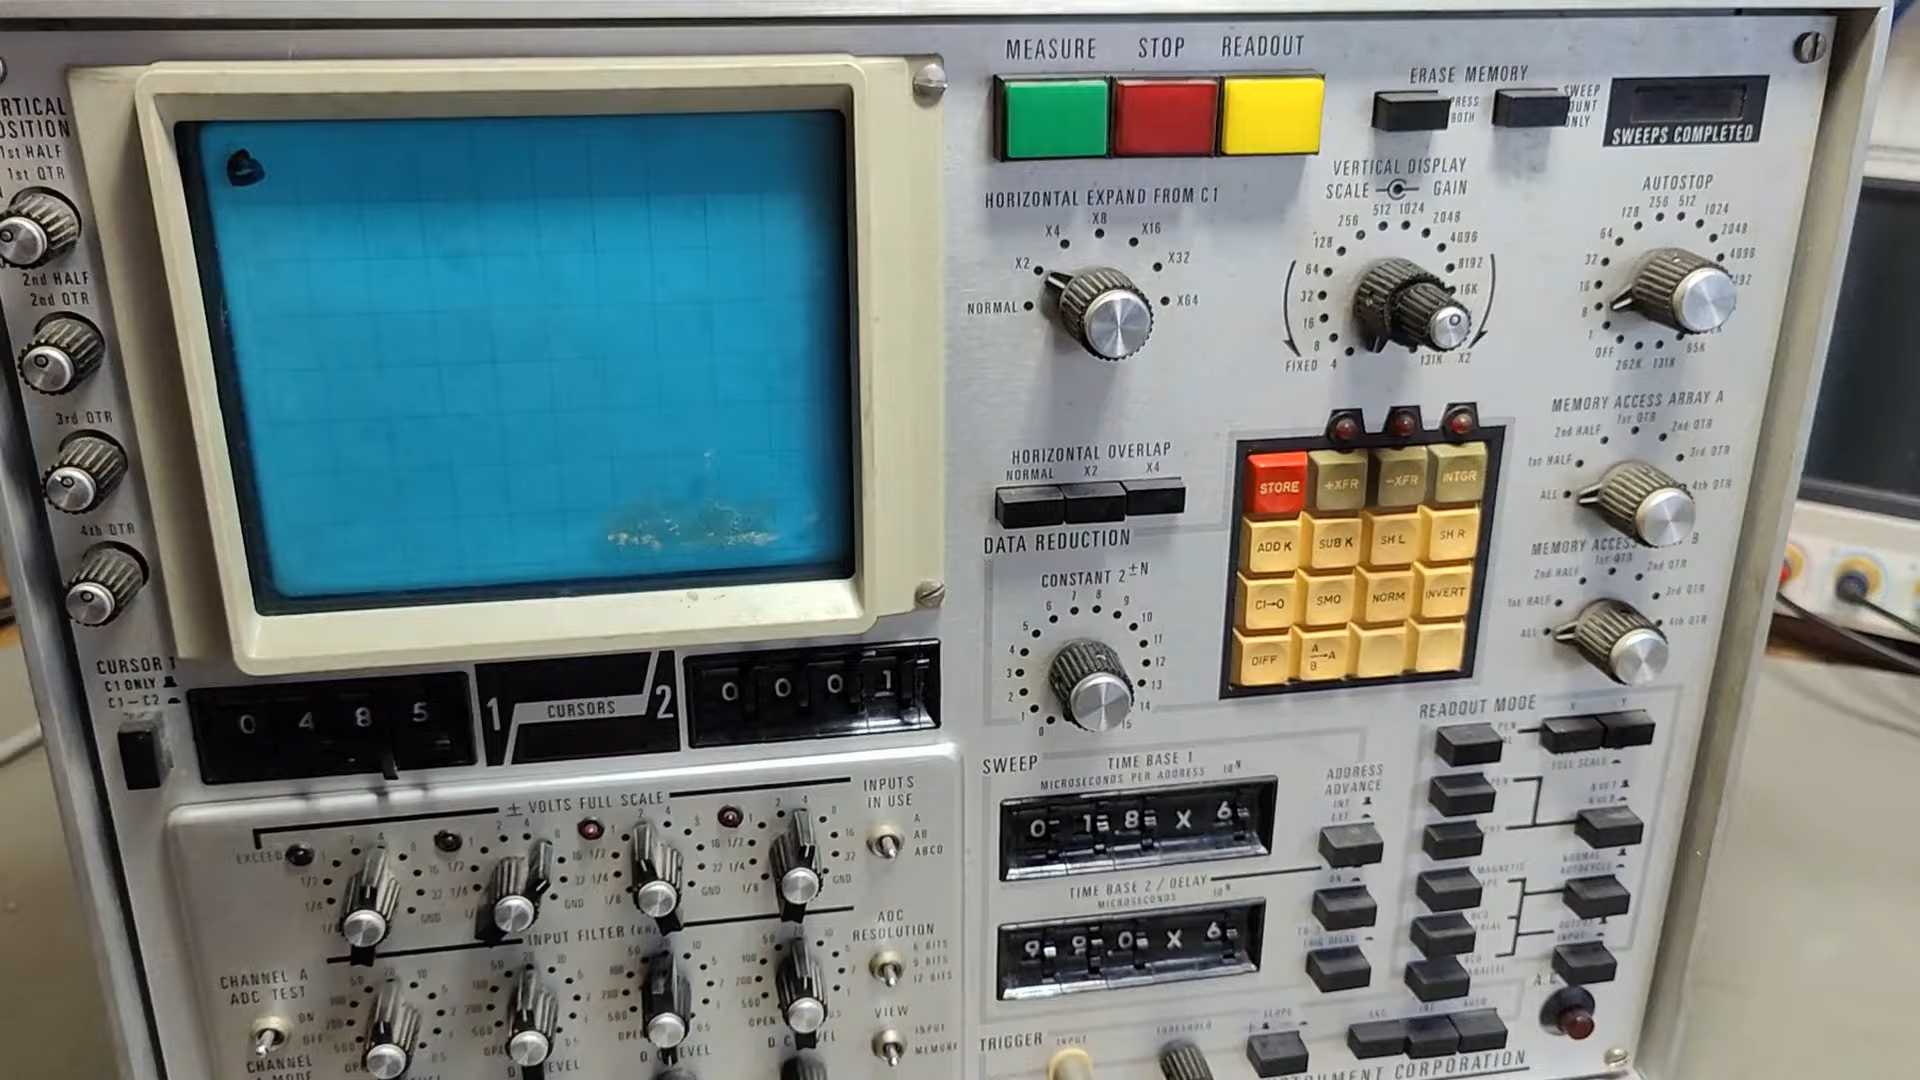 MEASURE STOP READOUT
ERASE MEMORY
PRESS
BOTH
SWEEPS COMPLETED
1st HALF
1st QTR
2nd HALF
2nd QTR
3rd QTR
4th QTR
HORIZONTAL EXPAND FROM C1
NORMAL X2 X4 X8 X16 X32 X64
VERTICAL DISPLAY
SCALE GAIN
FIXED 4 8 16 32 64 128 256 512 1024 2048 4096 8192 16K 131K X2
AUTOSTOP
OFF 1 8 16 32 64 128 256 512 1024 2048 4096 65K 131K 262K
MEMORY ACCESS ARRAY A
ALL 1st HALF 2nd HALF 1st QTR 2nd QTR 3rd QTR 4th QTR
MEMORY ACCESS B
ALL 1st HALF 2nd HALF 1st QTR 2nd QTR 3rd QTR 4th QTR
HORIZONTAL OVERLAP
NORMAL X2 X4
DATA REDUCTION
CONSTANT 2±N
0 1 2 3 4 5 6 7 8 9 10 11 12 13 14 15
STORE +XFR -XFR INTGR
ADD K SUB K SH L SH R
C1→0 SMO NORM INVERT
DIFF A/B→A
CURSOR 1
C1 ONLY
C1-C2
0 4 8 5
1 CURSORS 2
0 0 0 1
± VOLTS FULL SCALE
EXCEED
INPUTS
IN USE
A
AB
ABCD
INPUT FILTER
ADC
RESOLUTION
6 BITS
9 BITS
12 BITS
VIEW
INPUT
MEMORY
CHANNEL A
ADC TEST
ON
OFF
CHANNEL
SWEEP
TIME BASE 1
MICROSECONDS PER ADDRESS 10N
0 1 8 X 6
TIME BASE 2 / DELAY
MICROSECONDS 10N
9 9 0 X 6
ADDRESS
ADVANCE
INT
EXT
READOUT MODE
X Y
FULL SCALE
MAGNETIC
NORMAL
AUTOCYCLE
TRIGGER
INPUT
THRESHOLD
SLOPE
CORPORATION